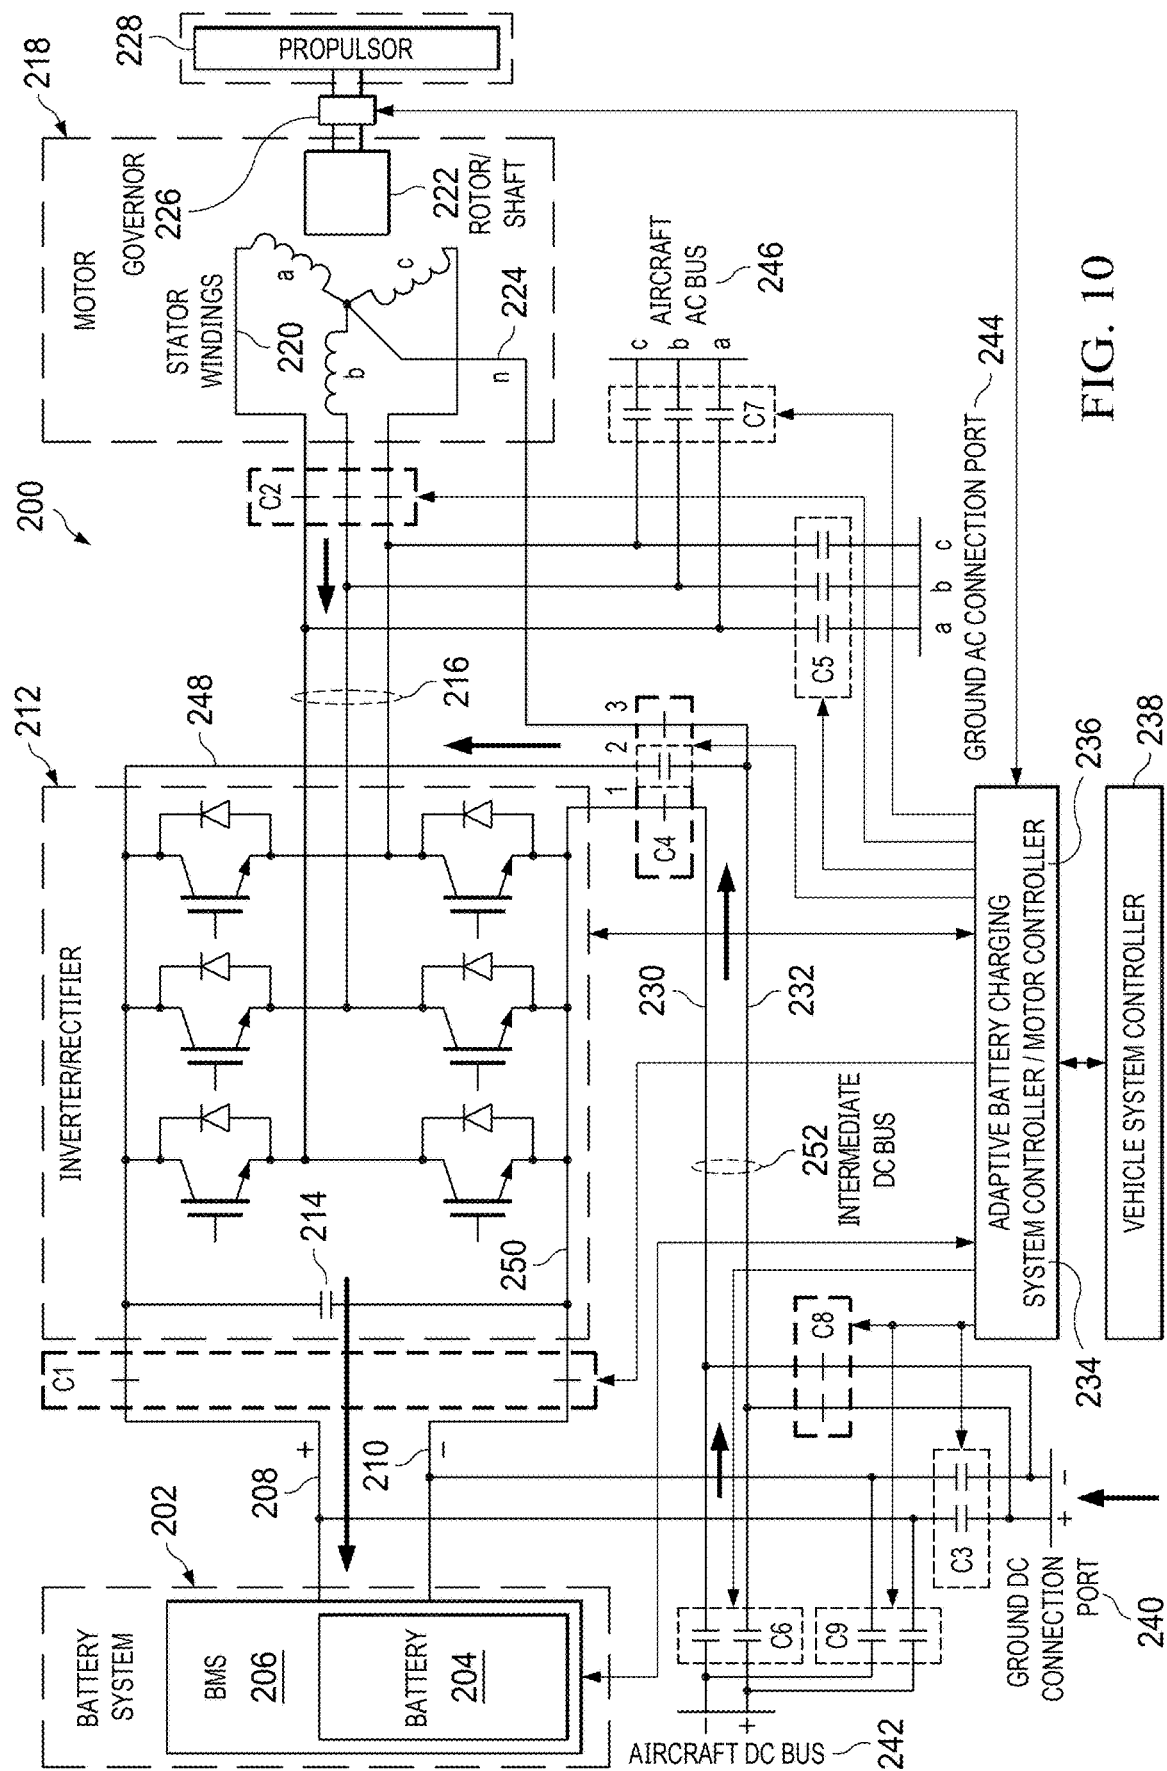 200
BATTERY
SYSTEM
202
BMS
206
BATTERY
204
208
+
210
−
C1
INVERTER/RECTIFIER
212
214
250
248
216
C2
MOTOR
218
STATOR
WINDINGS
220
a
b
c
n
224
GOVERNOR
226
222
ROTOR/
SHAFT
PROPULSOR
228
C4
1
2
3
230
232
252
INTERMEDIATE
DC BUS
C6
C9
−
+
AIRCRAFT DC BUS
242
C8
C3
+
−
GROUND DC
CONNECTION
PORT
240
C5
a
b
c
GROUND AC CONNECTION PORT
244
C7
c
b
a
AIRCRAFT
AC BUS
246
ADAPTIVE BATTERY CHARGING
SYSTEM CONTROLLER / MOTOR CONTROLLER
234
236
VEHICLE SYSTEM CONTROLLER
238
FIG. 10